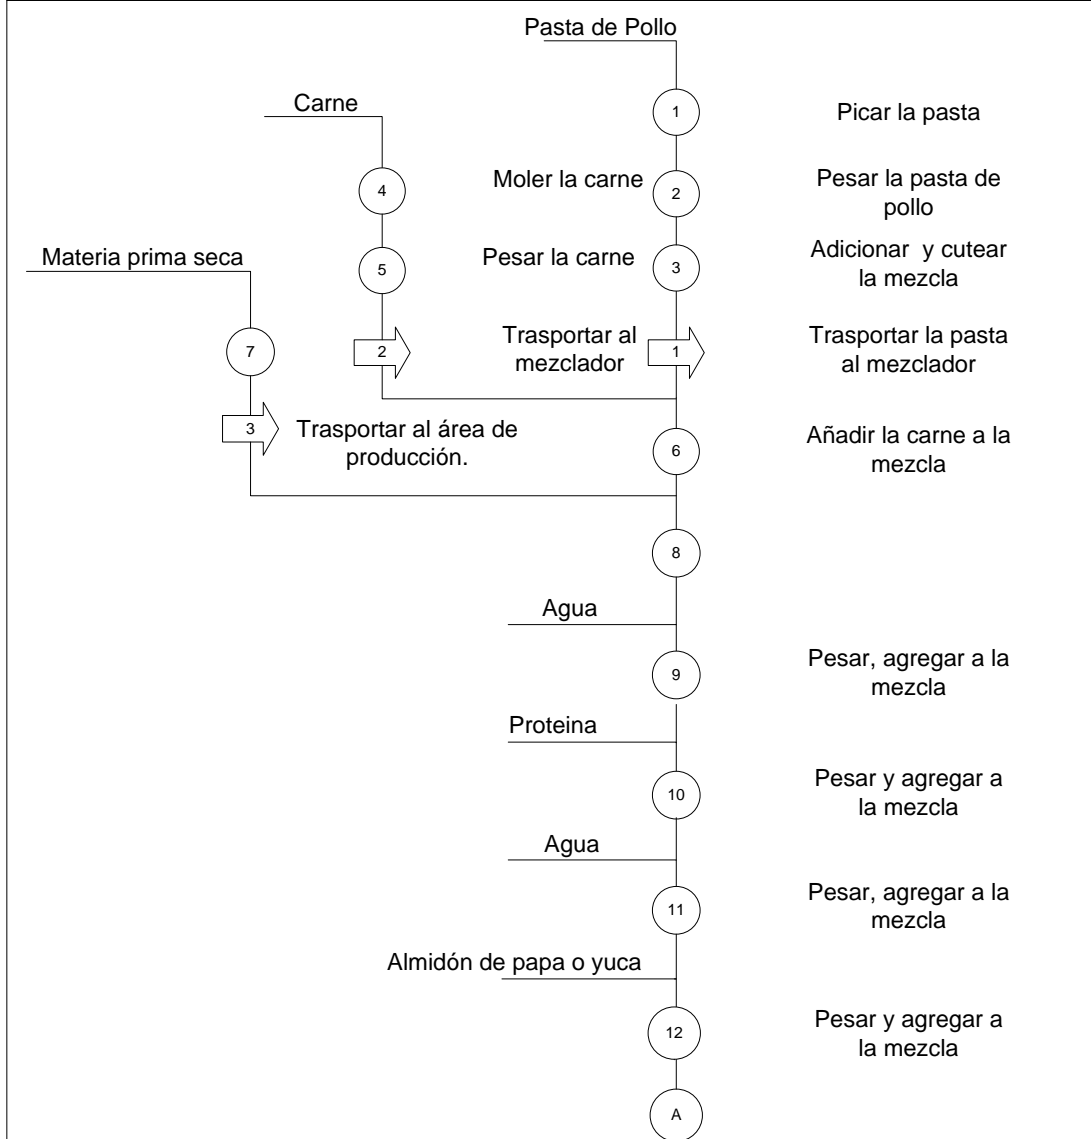 Pasta de Pollo
Carne
1
Picar la pasta
4
Moler la carne
2
Pesar la pasta de
pollo
Materia prima seca
5
Pesar la carne
3
Adicionar y cutear
la mezcla
7
2
Trasportar al
mezclador
1
Trasportar la pasta
al mezclador
3
Trasportar al área de
producción.
6
Añadir la carne a la
mezcla
8
Agua
9
Pesar, agregar a la
mezcla
Proteina
10
Pesar y agregar a
la mezcla
Agua
11
Pesar, agregar a la
mezcla
Almidón de papa o yuca
12
Pesar y agregar a
la mezcla
A